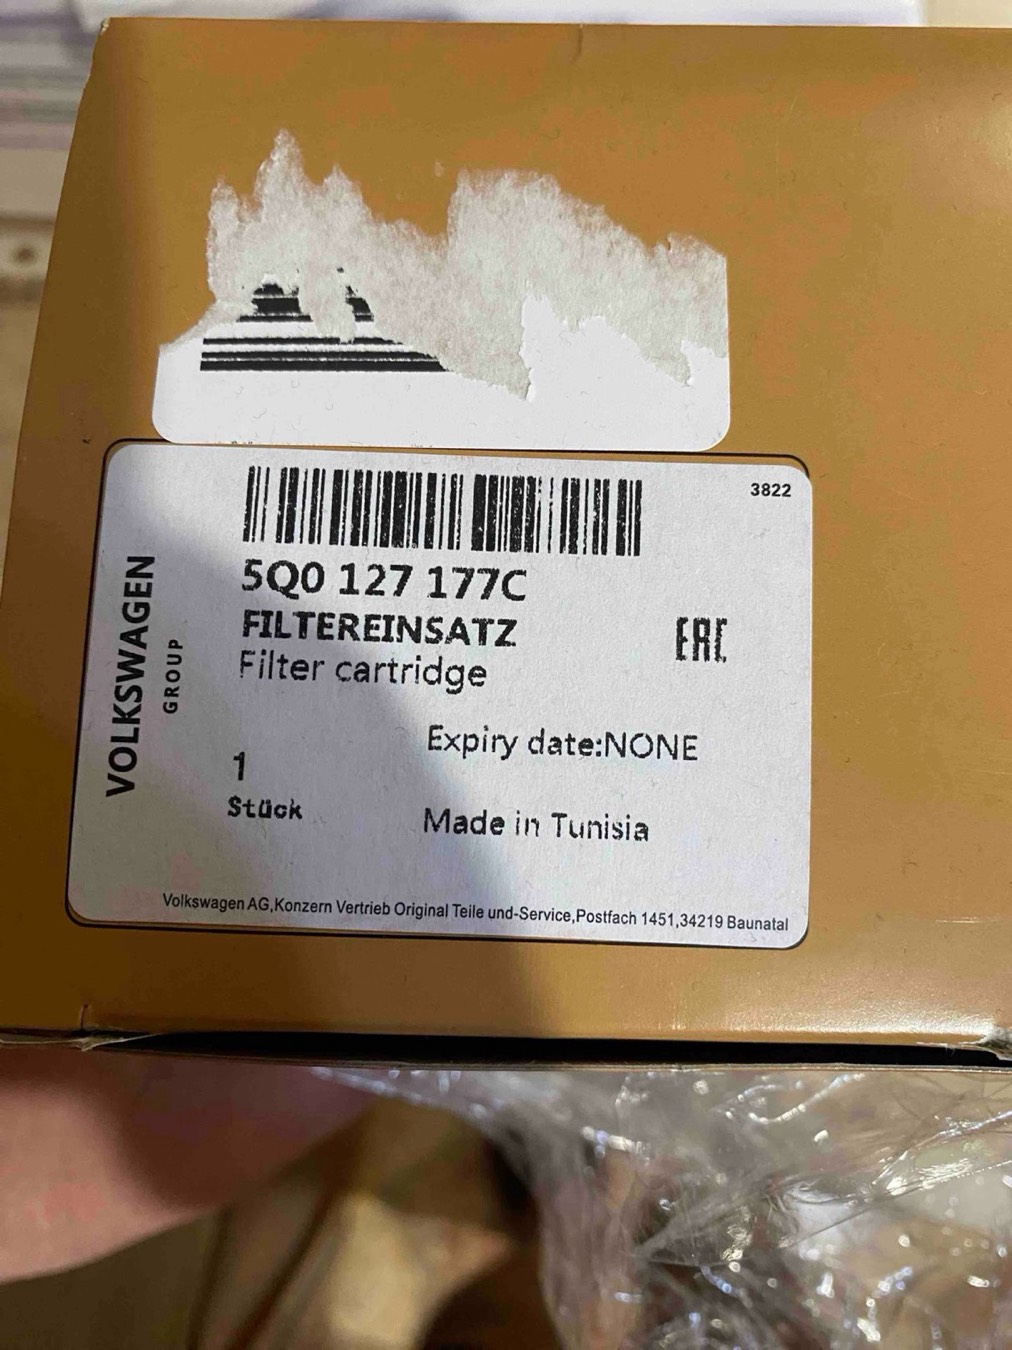 3822
5Q0 127 177C
FILTEREINSATZ
Filter cartridge
EAC
VOLKSWAGEN
GROUP
Expiry date:NONE
1
Stück
Made in Tunisia
Volkswagen AG,Konzern Vertrieb Original Teile und-Service,Postfach 1451,34219 Baunatal